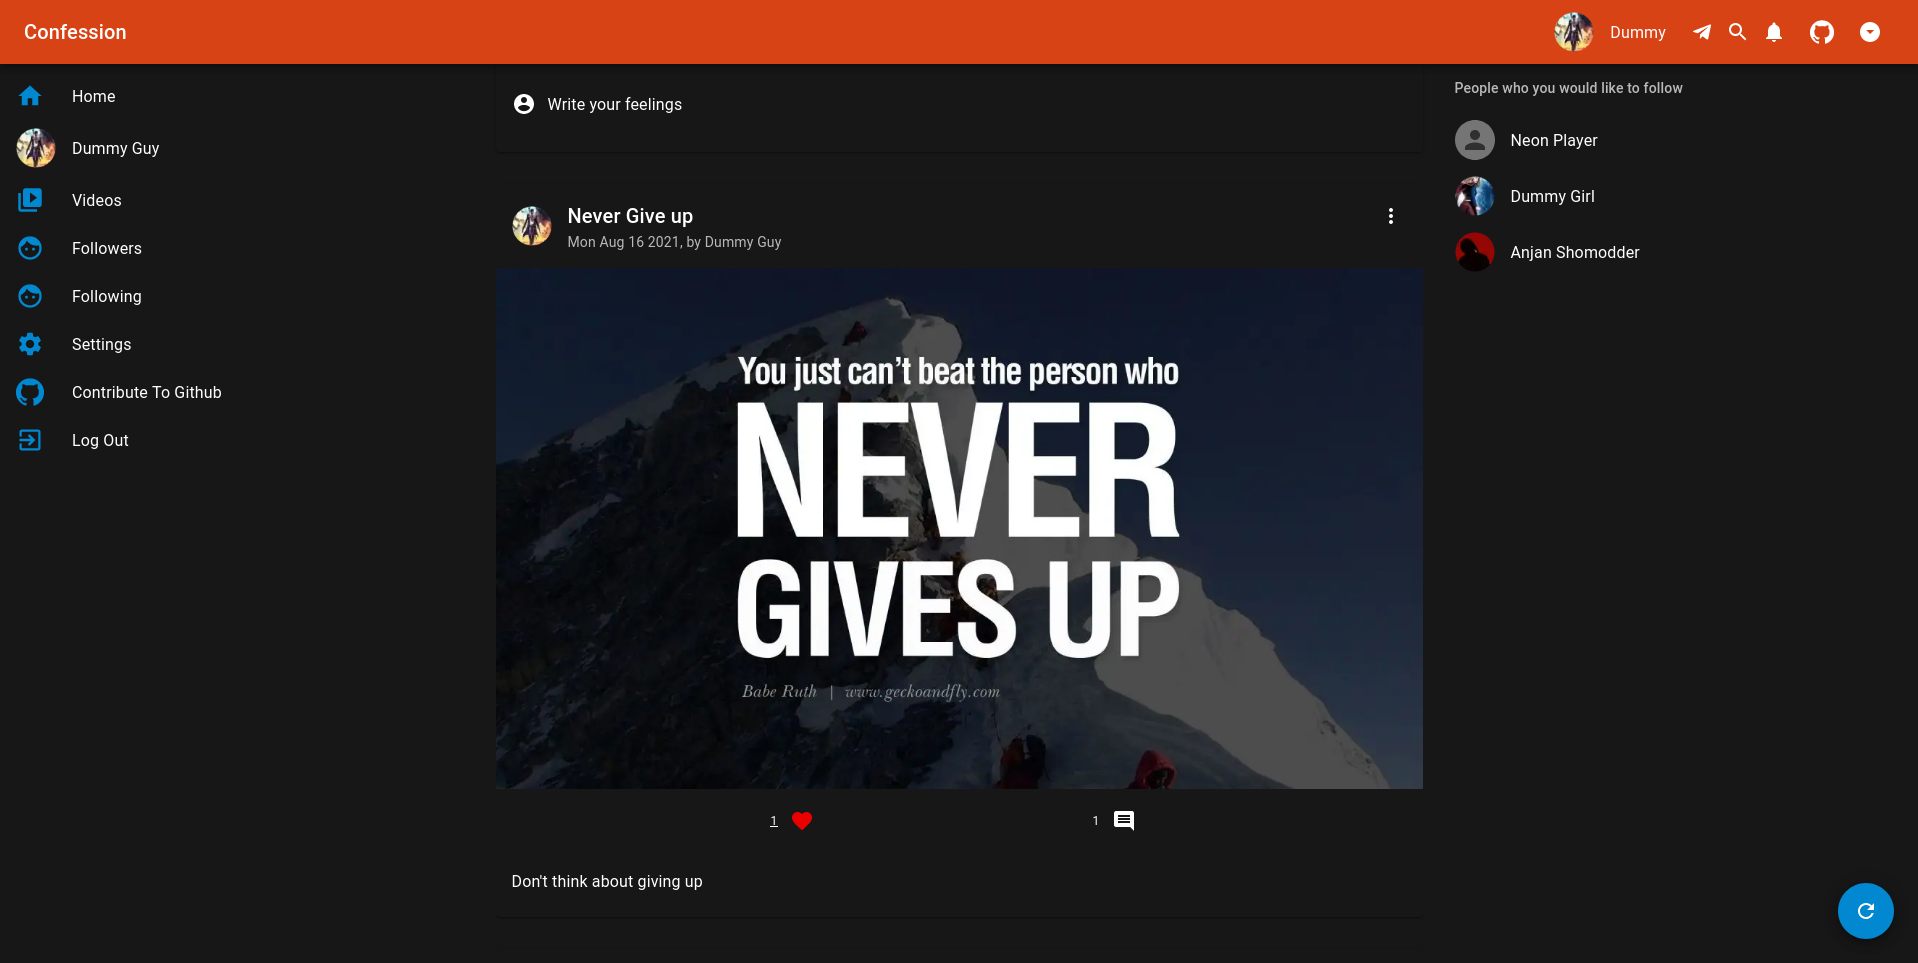 Confession
Dummy
Home
Dummy Guy
Videos
Followers
Following
Settings
Contribute To Github
Log Out
Write your feelings
Never Give up
Mon Aug 16 2021, by Dummy Guy
You just can't beat the person who
NEVER
GIVES UP
Babe Ruth | www.geckoandfly.com
1
1
Don't think about giving up
People who you would like to follow
Neon Player
Dummy Girl
Anjan Shomodder